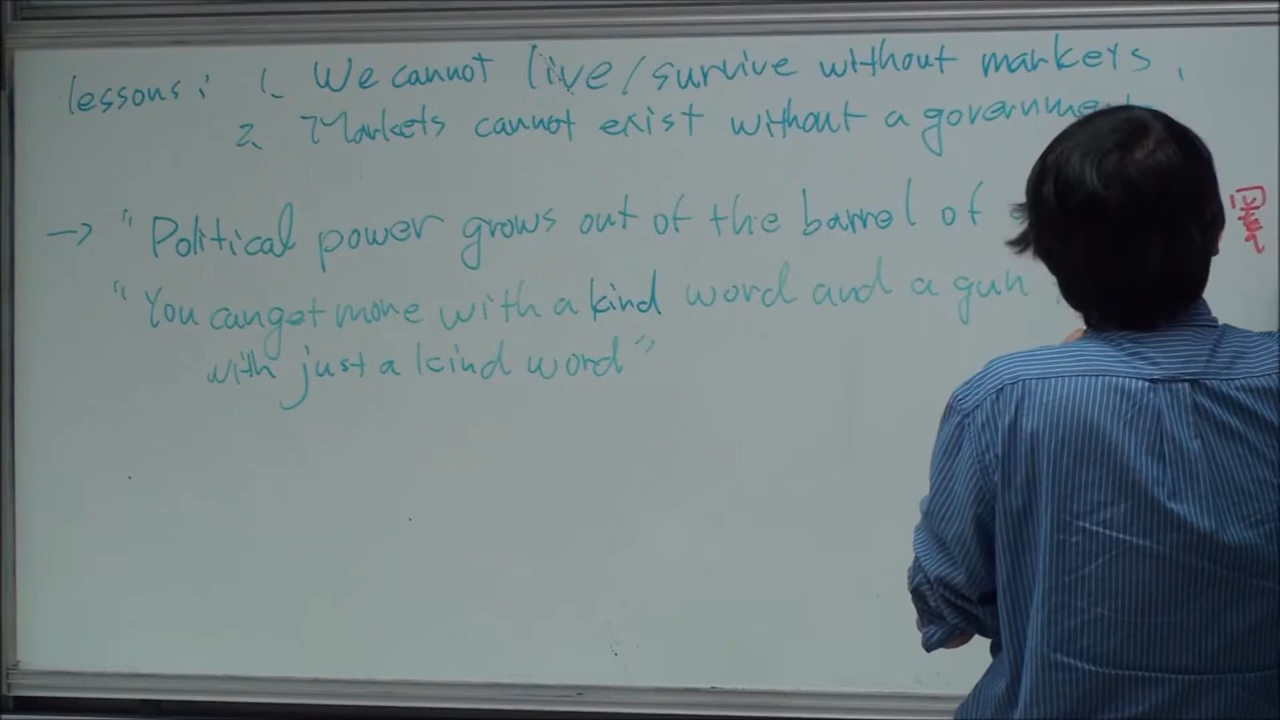 lessons: 1. We cannot live/survive without markets.
2. Markets cannot exist without a governme
→ "Political power grows out of the barrel of
"You can get more with a kind word and a gun
with just a kind word"